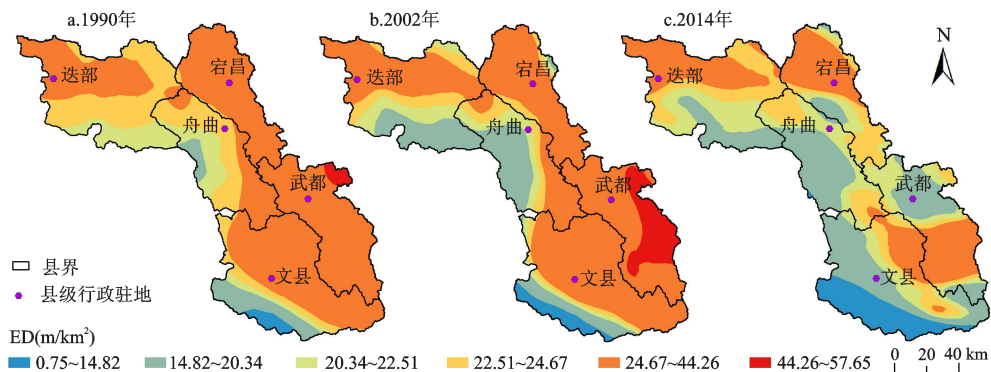 a.1990年
b.2002年
c.2014年
N
迭部
宕昌
舟曲
武都
文县
迭部
宕昌
舟曲
武都
文县
迭部
宕昌
舟曲
武都
文县
县界
县级行政驻地
ED(m/km²)
0.75~14.82
14.82~20.34
20.34~22.51
22.51~24.67
24.67~44.26
44.26~57.65
0 20 40 km